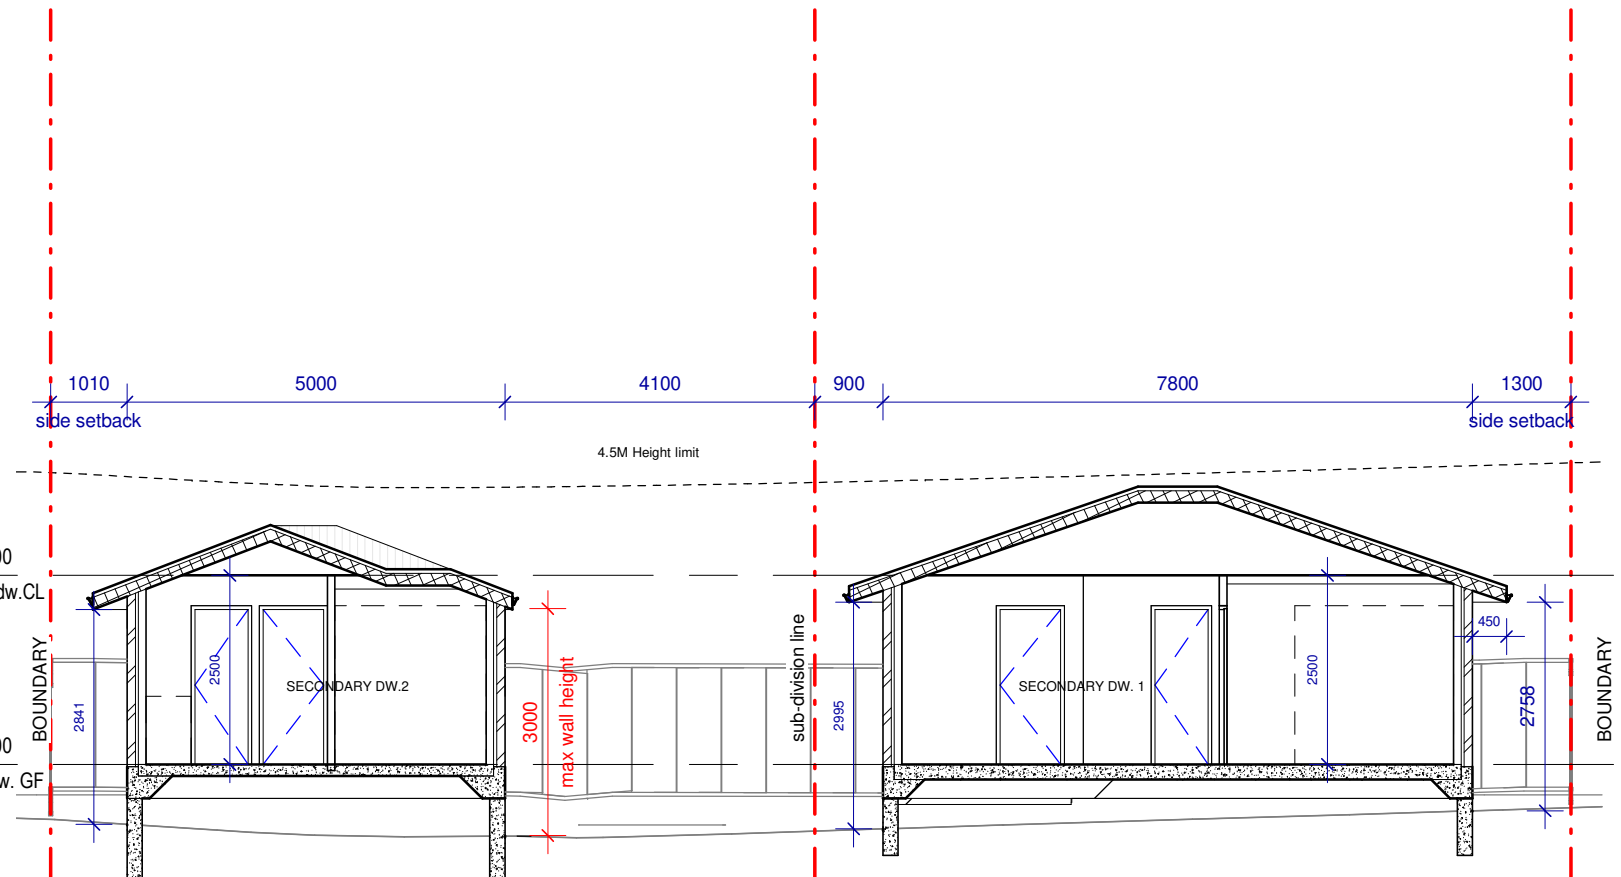 1010
5000
4100
900
7800
1300
side setback
side setback
4.5M Height limit
00
dw.CL
BOUNDARY
2841
2500
SECONDARY DW.2
3000
max wall height
sub-division line
2995
SECONDARY DW. 1
2500
450
2758
BOUNDARY
00
w. GF